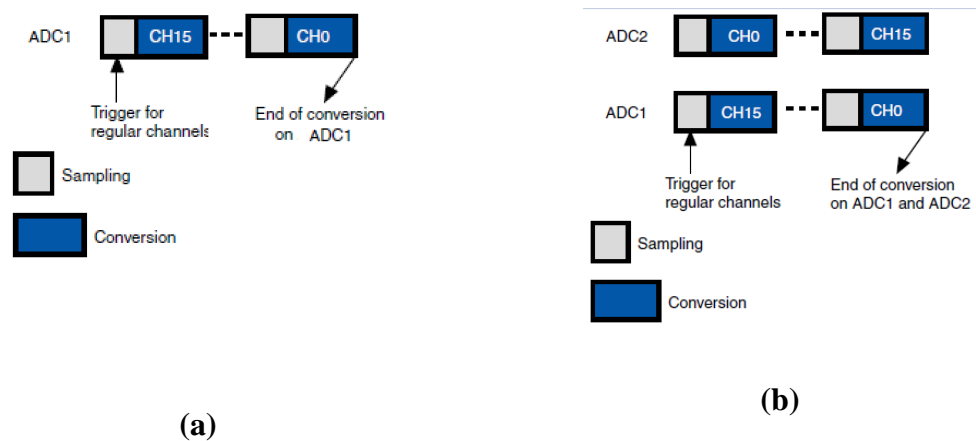 ADC1
CH15
CH0
Trigger for
regular channels
End of conversion
on ADC1
Sampling
Conversion
(a)
ADC2
CH0
CH15
ADC1
CH15
CH0
Trigger for
regular channels
End of conversion
on ADC1 and ADC2
Sampling
Conversion
(b)